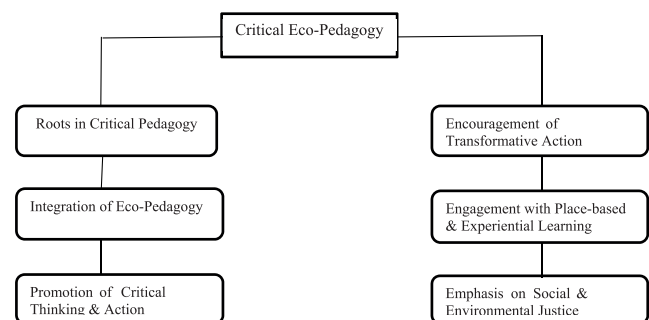 Critical Eco-Pedagogy
Roots in Critical Pedagogy
Integration of Eco-Pedagogy
Promotion of Critical
Thinking & Action
Encouragement of
Transformative Action
Engagement with Place-based
& Experiential Learning
Emphasis on Social &
Environmental Justice